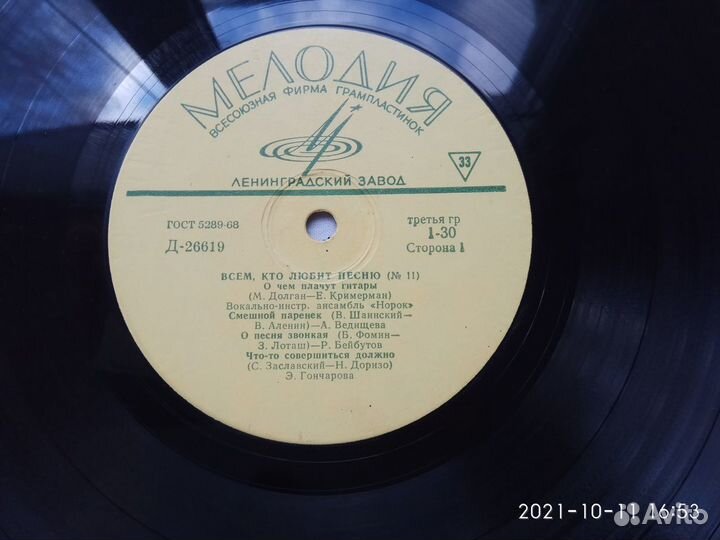 МЕЛОДИЯ
ВСЕСОЮЗНАЯ ФИРМА ГРАМПЛАСТИНОК
33
ЛЕНИНГРАДСКИЙ ЗАВОД
ГОСТ 5289-68
Д-26619
третья гр
1-30
Сторона 1
ВСЕМ, КТО ЛЮБИТ ПЕСНЮ (№ 11)
О чем плачут гитары
(М. Долган—Е. Кримерман)
Вокально-инстр. ансамбль «Норок»
Смешной паренек (В. Шаинский—
В. Аленин)—А. Ведищева
О песня звонкая (Б. Фомин—
З. Лоташ)—Р. Бейбутов
Что-то совершиться должно
(С. Заславский—Н. Доризо)
Э. Гончарова
2021-10-11 16:53
Avito